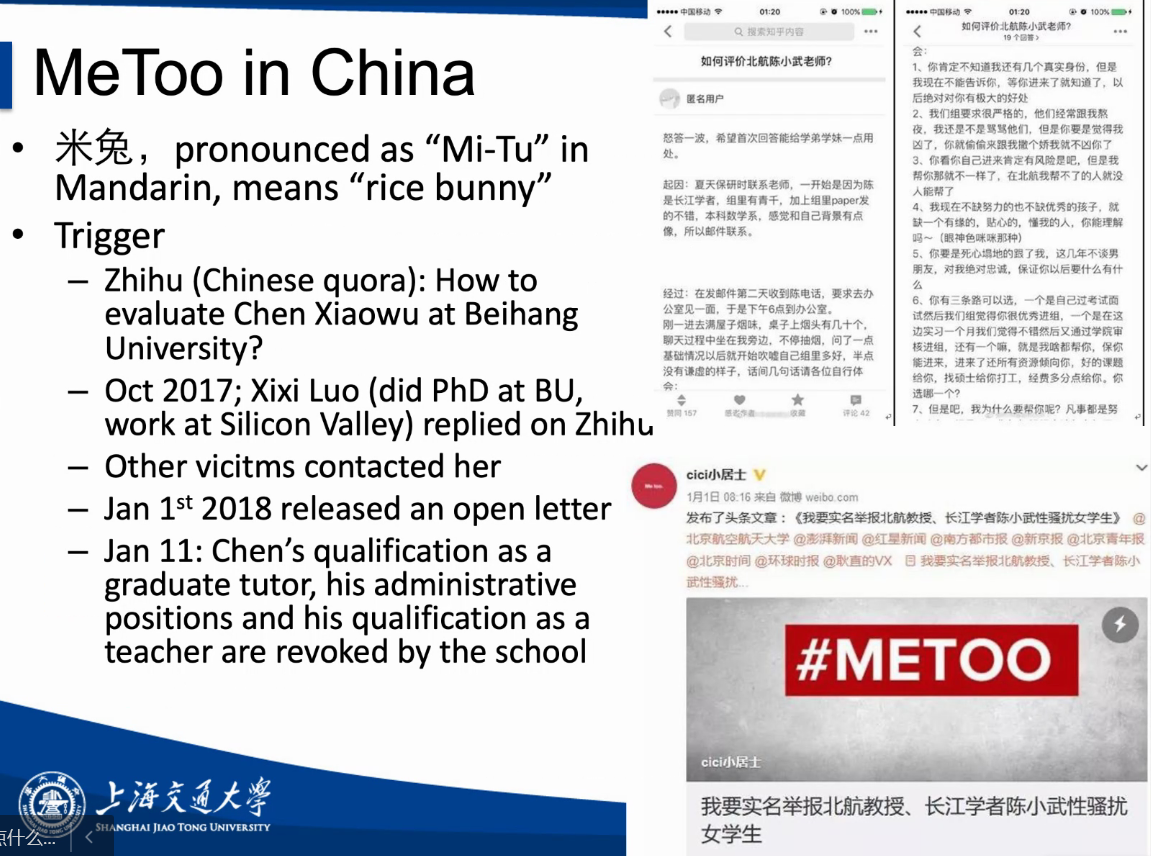 MeToo in China
• 米兔，pronounced as “Mi-Tu” in
Mandarin, means “rice bunny”
• Trigger
– Zhihu (Chinese quora): How to
evaluate Chen Xiaowu at Beihang
University?
– Oct 2017; Xixi Luo (did PhD at BU,
work at Silicon Valley) replied on Zhihu
– Other vicitms contacted her
– Jan 1st 2018 released an open letter
– Jan 11: Chen’s qualification as a
graduate tutor, his administrative
positions and his qualification as a
teacher are revoked by the school
上海交通大学
SHANGHAI JIAO TONG UNIVERSITY
点什么...
中国移动 01:20 100%
搜索知乎内容
如何评价北航陈小武老师?
匿名用户
怒答一波，希望首次回答能给学弟学妹一点用
处。
起因：夏天保研时联系老师，一开始是因为陈
是长江学者，组里有青千，加上组里paper发
的不错，本科数学系，感觉和自己背景有点
像，所以邮件联系。
经过：在发邮件第二天收到陈电话，要求去办
公室见一面，于是下午6点到办公室。
刚一进去满屋子烟味，桌子上烟头有几十个，
聊天过程中坐在我旁边，不停抽烟，问了一点
基础情况以后就开始吹嘘自己组里多好，半点
没有谦虚的样子，话间几句话请各位自行体
会：
赞同 157 收藏 评论 42
中国移动 01:20 100%
如何评价北航陈小武老师?
19 个回答>
会：
1、你肯定不知道我还有几个真实身份，但是
我现在不能告诉你，等你进来了就知道了，以
后绝对对你有极大的好处
2、我们组要求很严格的，他们经常跟我熬
夜，我还是不是骂骂他们，但是你要是觉得我
凶了，你就偷偷来跟我撒个娇我就不凶你了
3、你看你自己进来肯定有风险是吧，但是我
帮你那就不一样了，在北航我帮不了的人就没
人能帮了
4、我现在不缺努力的也不缺优秀的孩子，就
缺一个有缘的，贴心的，懂我的人，你能理解
吗～（眼神色咪咪那种）
5、你要是死心塌地的跟了我，这几年不谈男
朋友，对我绝对忠诚，保证你以后要什么有什
么
6、你有三条路可以选，一个是自己过考试面
试然后我们组觉得你很优秀进组，一个是在这
边实习一个月我们觉得不错然后又通过学院审
核进组，还有一个嘛，就是我啥都帮你，保你
能进来，进来了还所有资源倾向你，好的课题
给你，找硕士给你打工，经费多分点给你。你
选哪一个?
7、但是吧，我为什么要帮你呢？凡事都是努
cici小居士
1月1日 08:16 来自 微博 weibo.com
发布了头条文章：《我要实名举报北航教授、长江学者陈小武性骚扰女学生》 @
北京航空航天大学 @澎湃新闻 @红星新闻 @南方都市报 @新京报 @北京青年报
@北京时间 @环球时报 @耿直的VX 我要实名举报北航教授、长江学者陈小
武性骚扰...
#METOO
cici小居士
我要实名举报北航教授、长江学者陈小武性骚扰
女学生